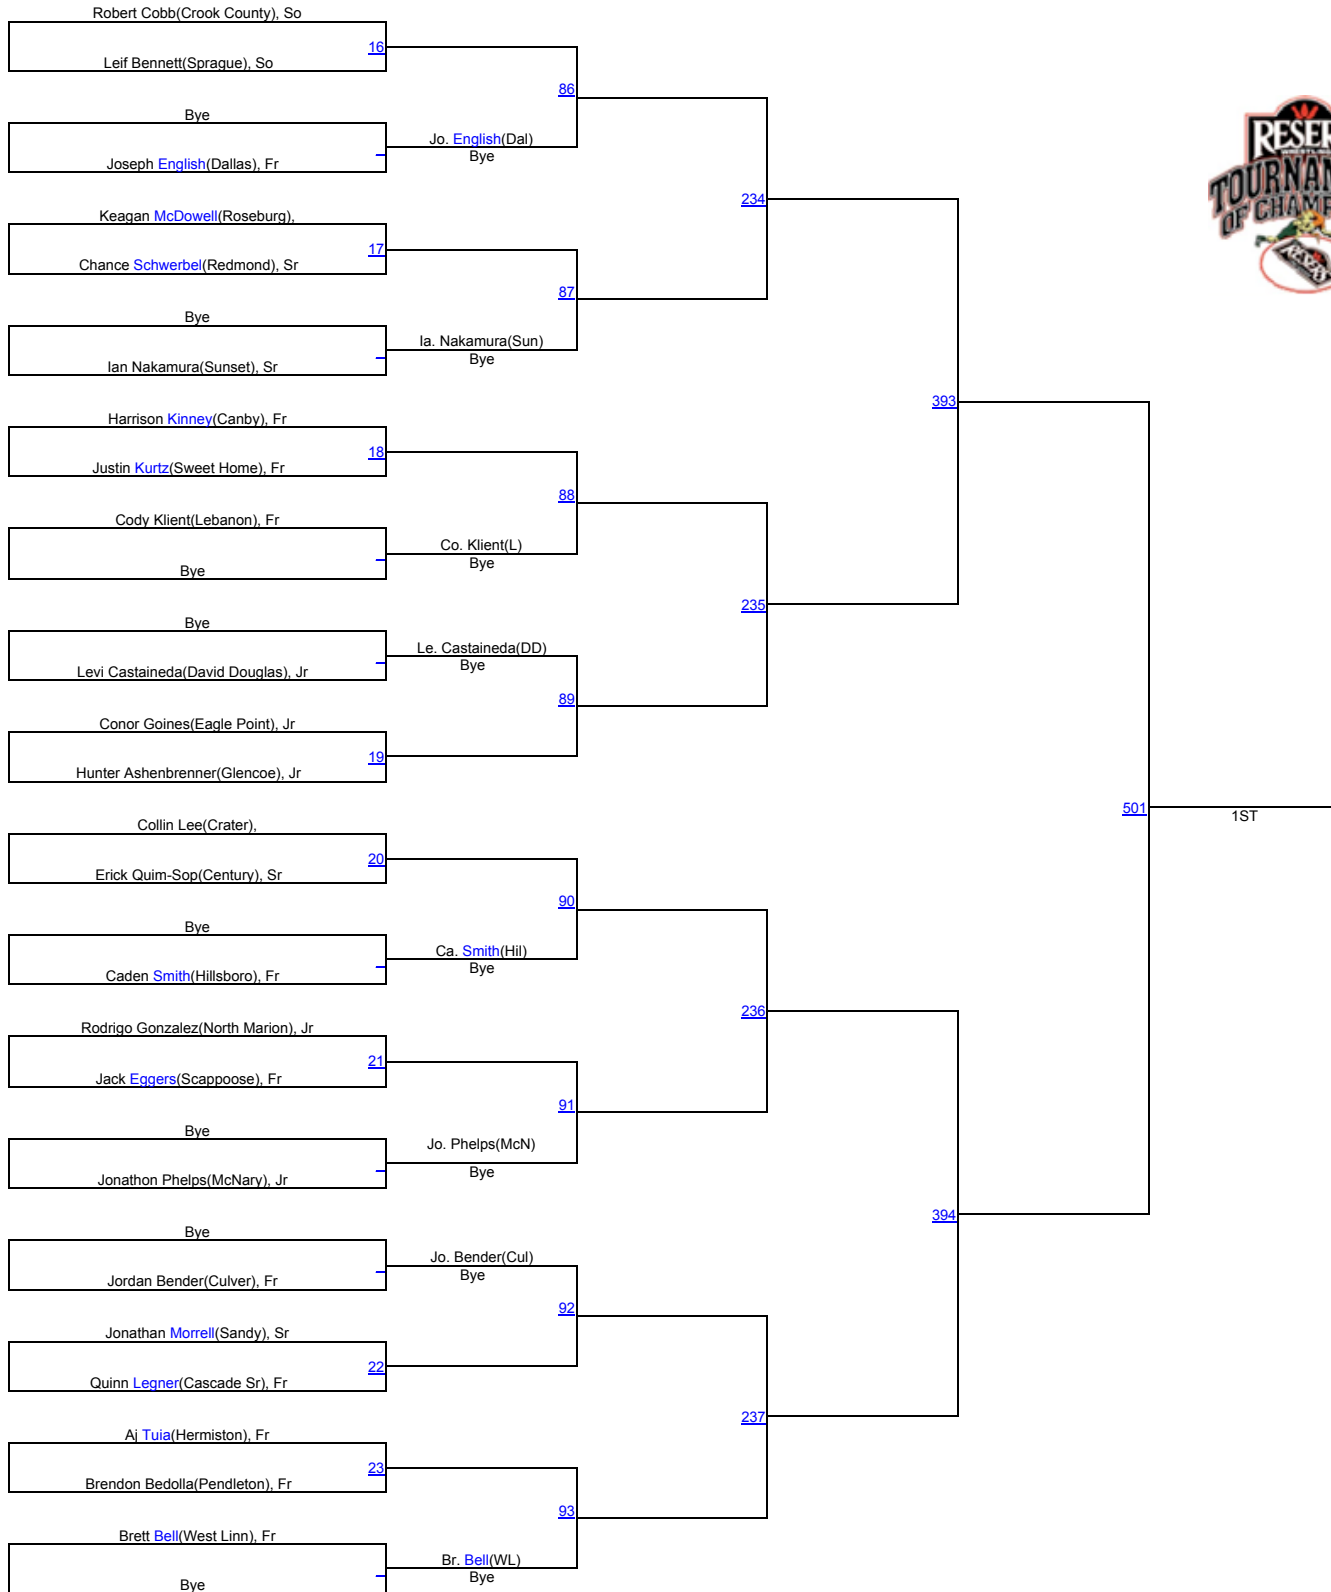 Robert Cobb(Crook County), So
16
Leif Bennett(Sprague), So
86
Bye
Jo. English(Dal)
Bye
Joseph English(Dallas), Fr
234
Keagan McDowell(Roseburg),
17
Chance Schwerbel(Redmond), Sr
87
Bye
Ia. Nakamura(Sun)
Bye
Ian Nakamura(Sunset), Sr
393
Harrison Kinney(Canby), Fr
18
Justin Kurtz(Sweet Home), Fr
88
Cody Klient(Lebanon), Fr
Co. Klient(L)
Bye
Bye
235
Bye
Le. Castaineda(DD)
Bye
Levi Castaineda(David Douglas), Jr
89
Conor Goines(Eagle Point), Jr
19
Hunter Ashenbrenner(Glencoe), Jr
501
1ST
Collin Lee(Crater),
20
Erick Quim-Sop(Century), Sr
90
Bye
Ca. Smith(Hil)
Bye
Caden Smith(Hillsboro), Fr
236
Rodrigo Gonzalez(North Marion), Jr
21
Jack Eggers(Scappoose), Fr
91
Bye
Jo. Phelps(McN)
Bye
Jonathon Phelps(McNary), Jr
394
Bye
Jo. Bender(Cul)
Bye
Jordan Bender(Culver), Fr
92
Jonathan Morrell(Sandy), Sr
22
Quinn Legner(Cascade Sr), Fr
237
Aj Tuia(Hermiston), Fr
23
Brendon Bedolla(Pendleton), Fr
93
Brett Bell(West Linn), Fr
Br. Bell(WL)
Bye
Bye